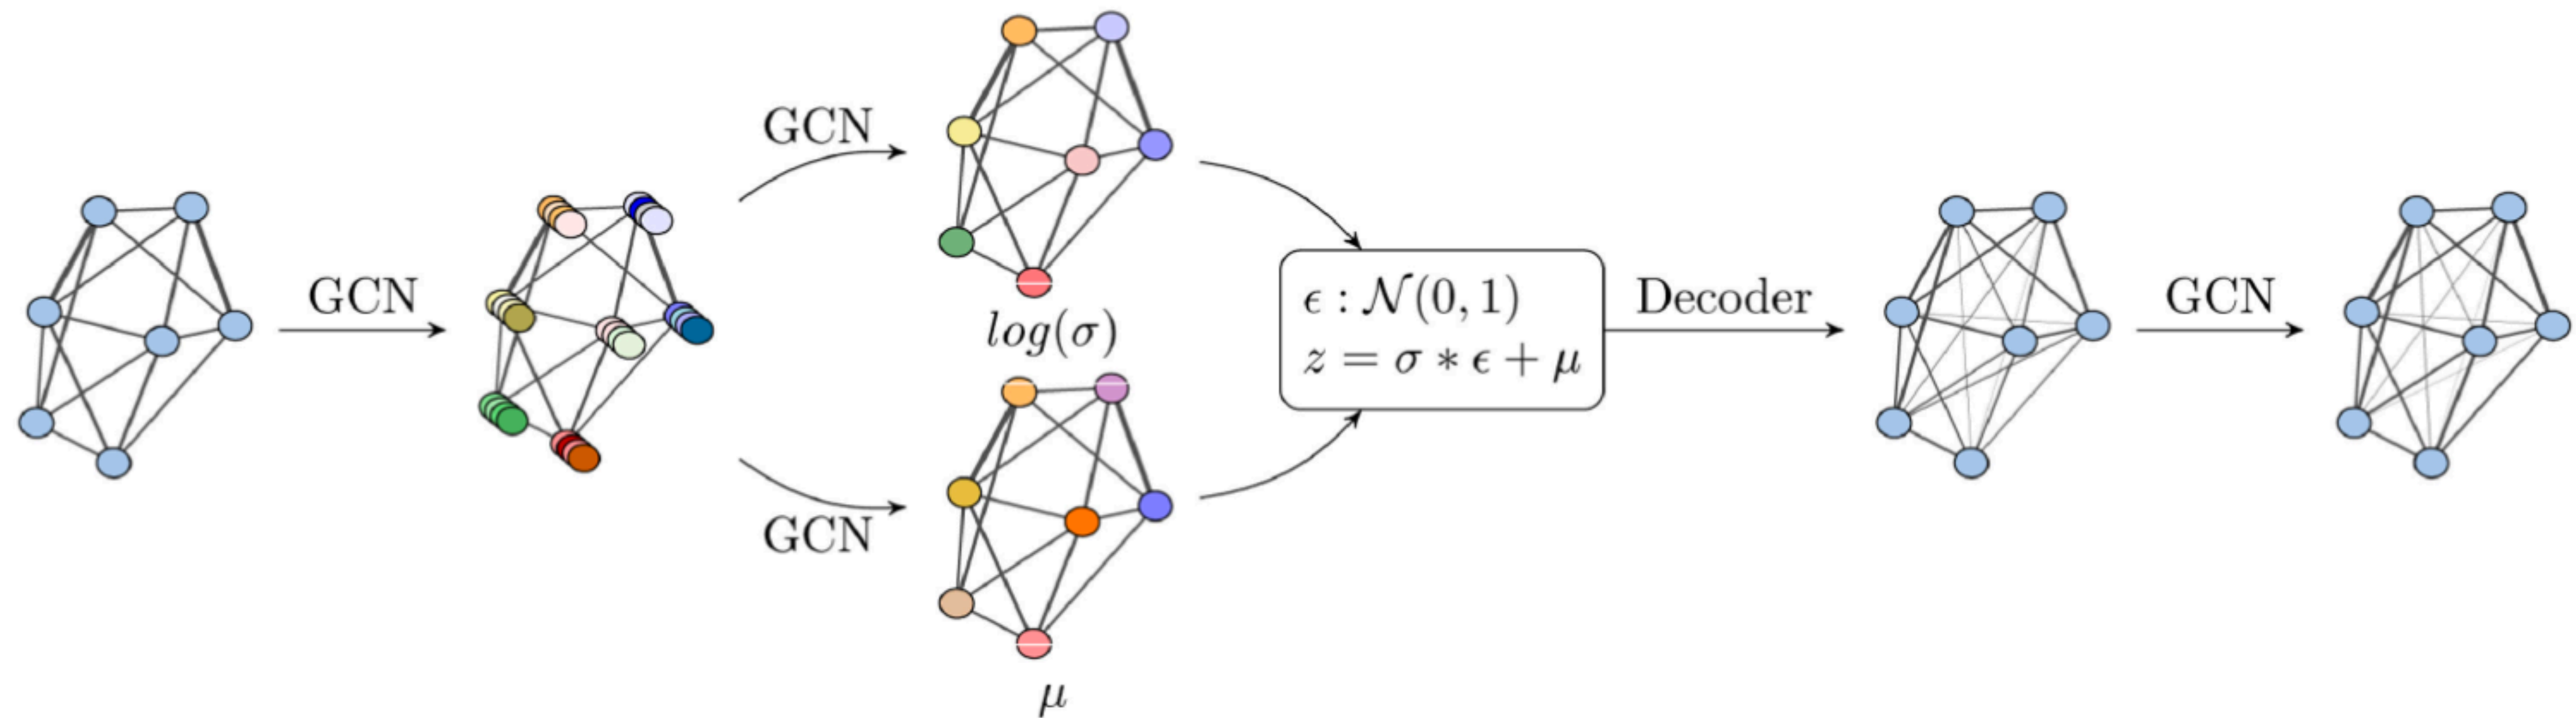 GCN
GCN
log(σ)
GCN
μ
ϵ : 𝒩(0, 1)
z = σ ∗ ϵ + μ
Decoder
GCN